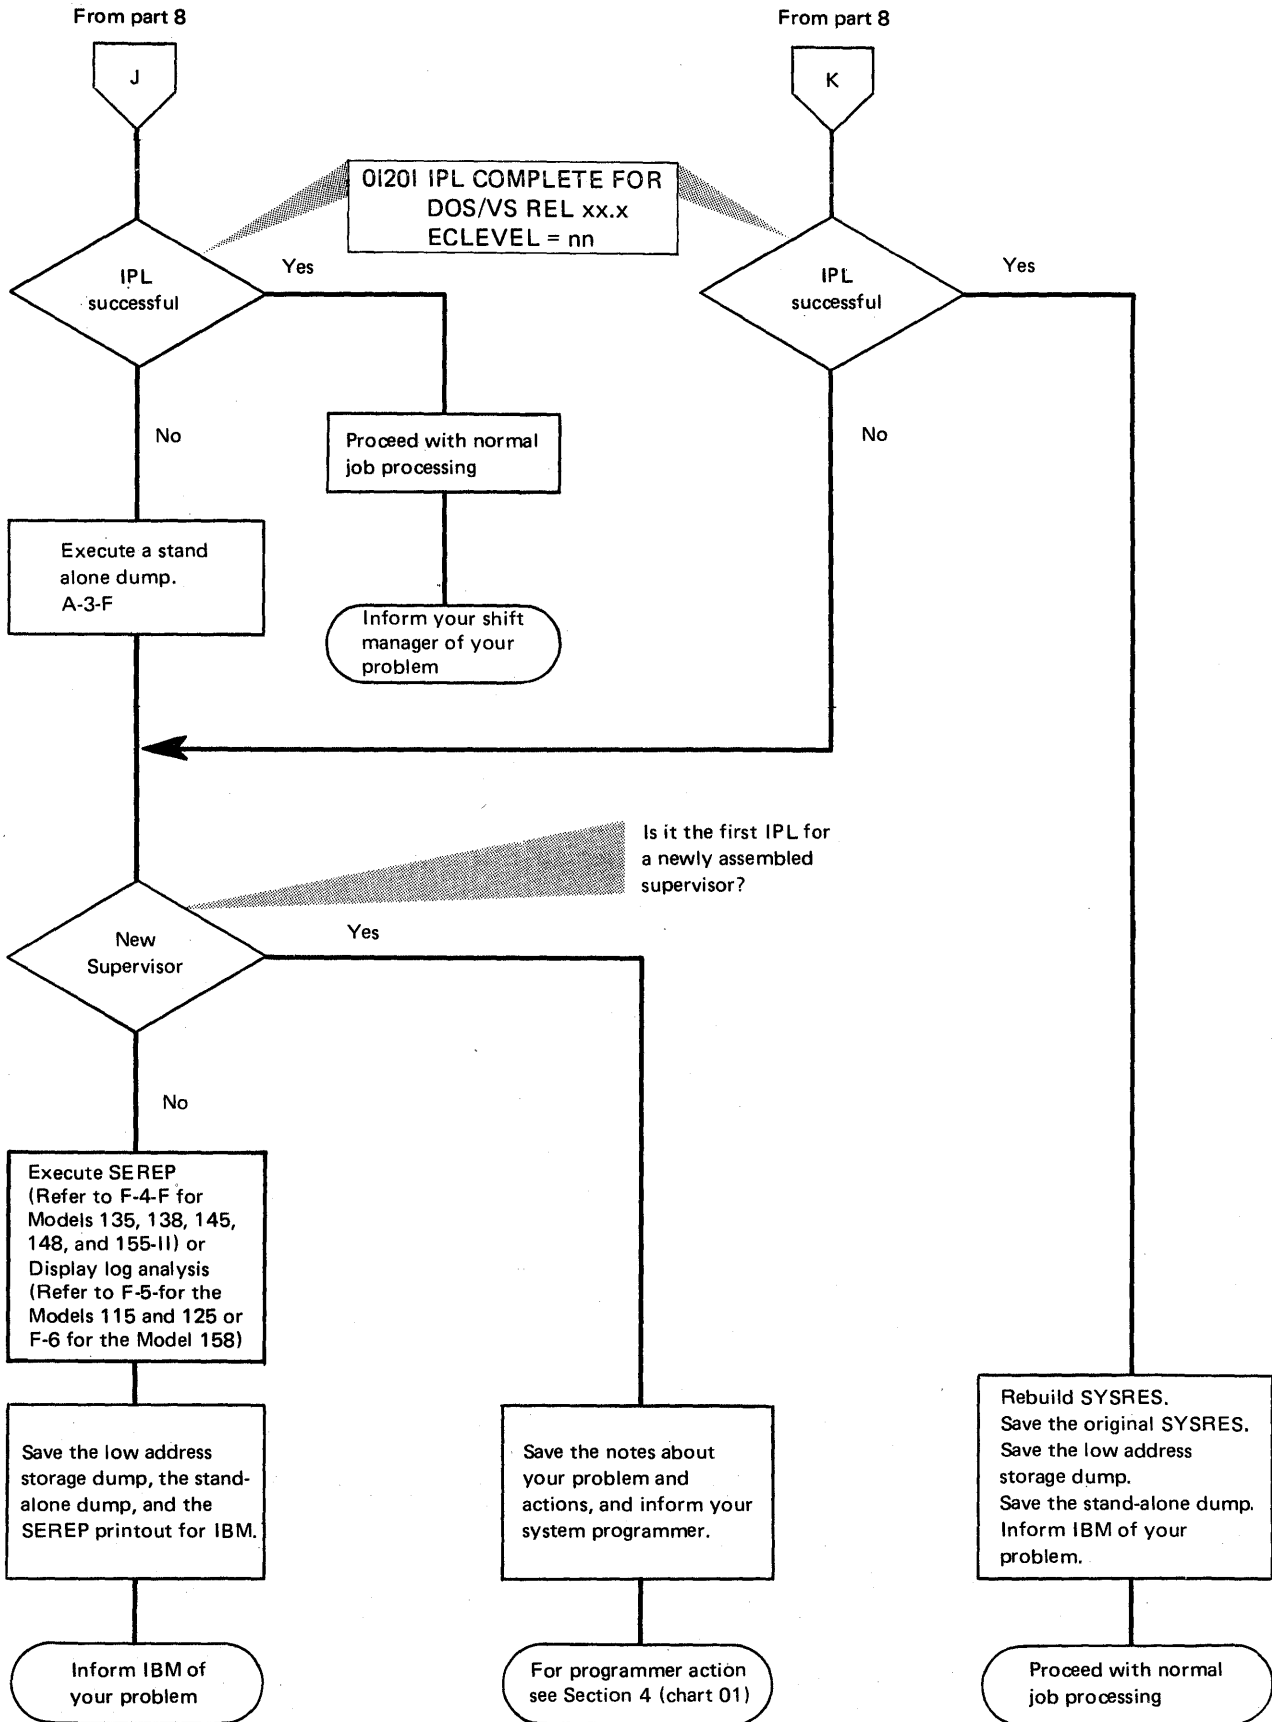 From part 8
From part 8
J
K
0I20I IPL COMPLETE FOR
DOS/VS REL xx.x
ECLEVEL = nn
IPL
successful
Yes
No
IPL
successful
Yes
No
Proceed with normal
job processing
Execute a stand
alone dump.
A-3-F
Inform your shift
manager of your
problem
Is it the first IPL for
a newly assembled
supervisor?
New
Supervisor
Yes
No
Execute SEREP
(Refer to F-4-F for
Models 135, 138, 145,
148, and 155-II) or
Display log analysis
(Refer to F-5-for the
Models 115 and 125 or
F-6 for the Model 158)
Save the low address
storage dump, the stand-
alone dump, and the
SEREP printout for IBM.
Save the notes about
your problem and
actions, and inform your
system programmer.
Rebuild SYSRES.
Save the original SYSRES.
Save the low address
storage dump.
Save the stand-alone dump.
Inform IBM of your
problem.
Inform IBM of
your problem
For programmer action
see Section 4 (chart 01)
Proceed with normal
job processing